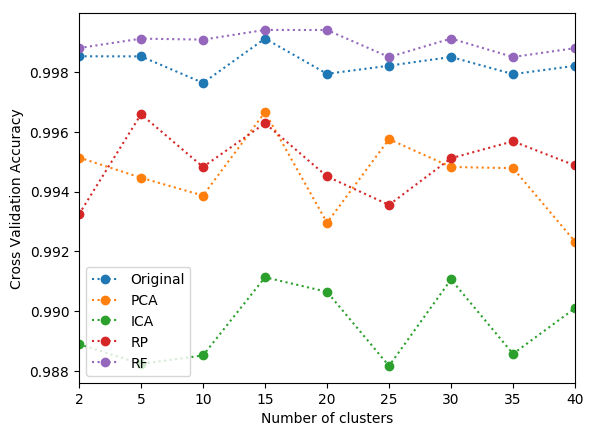 0.998
0.996
0.994
0.992
0.990
0.988
Cross Validation Accuracy
Original
PCA
ICA
RP
RF
2 5 10 15 20 25 30 35 40
Number of clusters